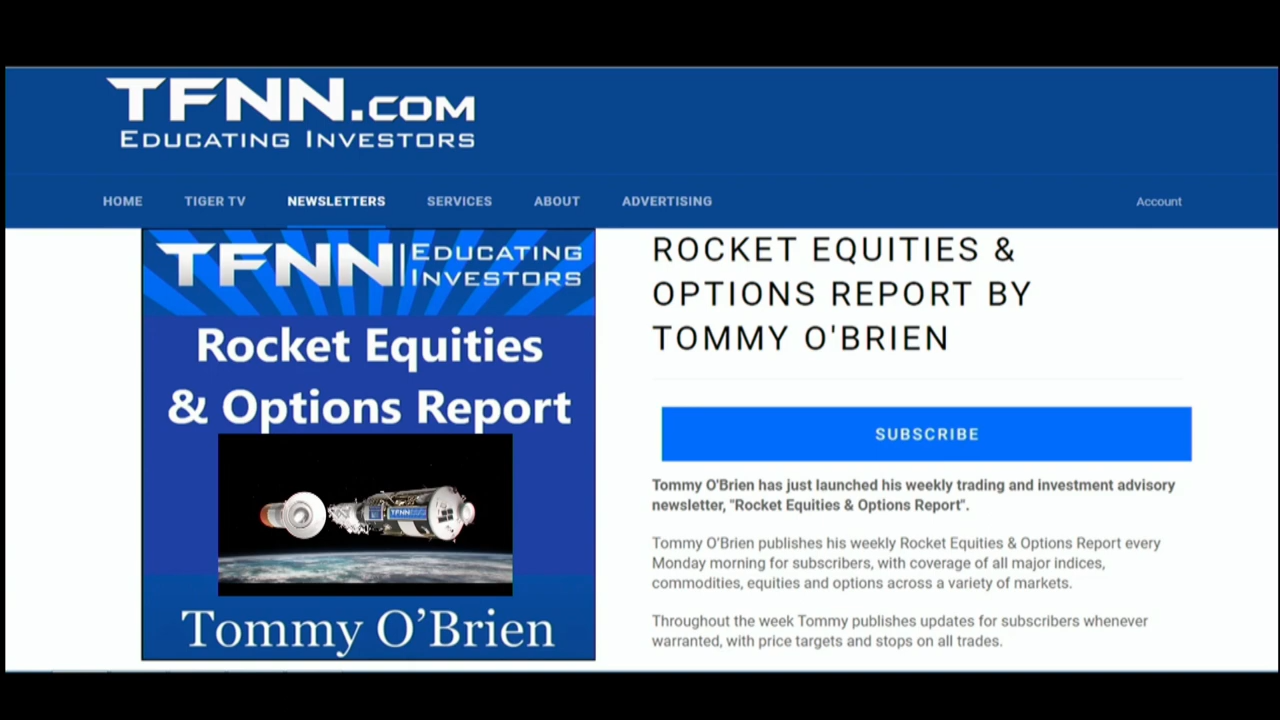 TFNN.COM
EDUCATING INVESTORS
HOME TIGER TV NEWSLETTERS SERVICES ABOUT ADVERTISING Account
TFNN EDUCATING
INVESTORS
Rocket Equities
& Options Report
TFNN
Tommy O'Brien
ROCKET EQUITIES &
OPTIONS REPORT BY
TOMMY O'BRIEN
SUBSCRIBE
Tommy O'Brien has just launched his weekly trading and investment advisory
newsletter, "Rocket Equities & Options Report".
Tommy O'Brien publishes his weekly Rocket Equities & Options Report every
Monday morning for subscribers, with coverage of all major indices,
commodities, equities and options across a variety of markets.
Throughout the week Tommy publishes updates for subscribers whenever
warranted, with price targets and stops on all trades.